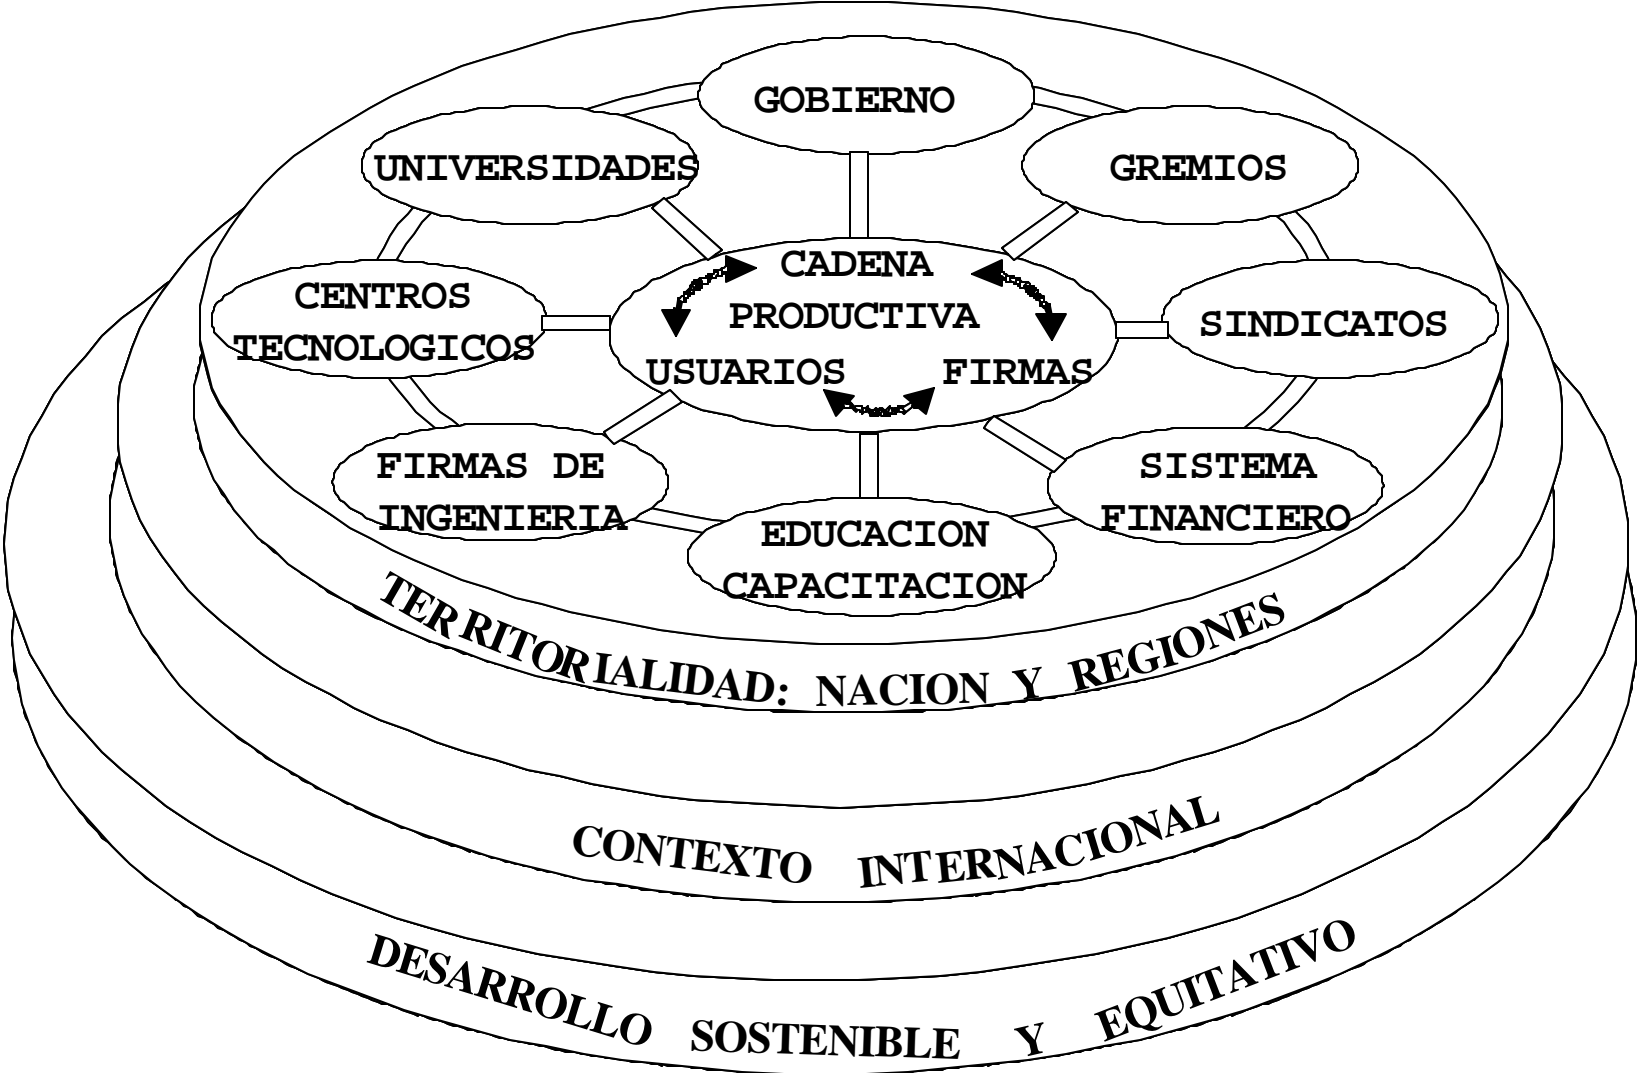 GOBIERNO
UNIVERSIDADES
GREMIOS
CADENA
PRODUCTIVA
USUARIOS FIRMAS
CENTROS
TECNOLOGICOS
SINDICATOS
FIRMAS DE
INGENIERIA
SISTEMA
FINANCIERO
EDUCACION
CAPACITACION
TERRITORIALIDAD: NACION Y REGIONES
CONTEXTO INTERNACIONAL
DESARROLLO SOSTENIBLE Y EQUITATIVO